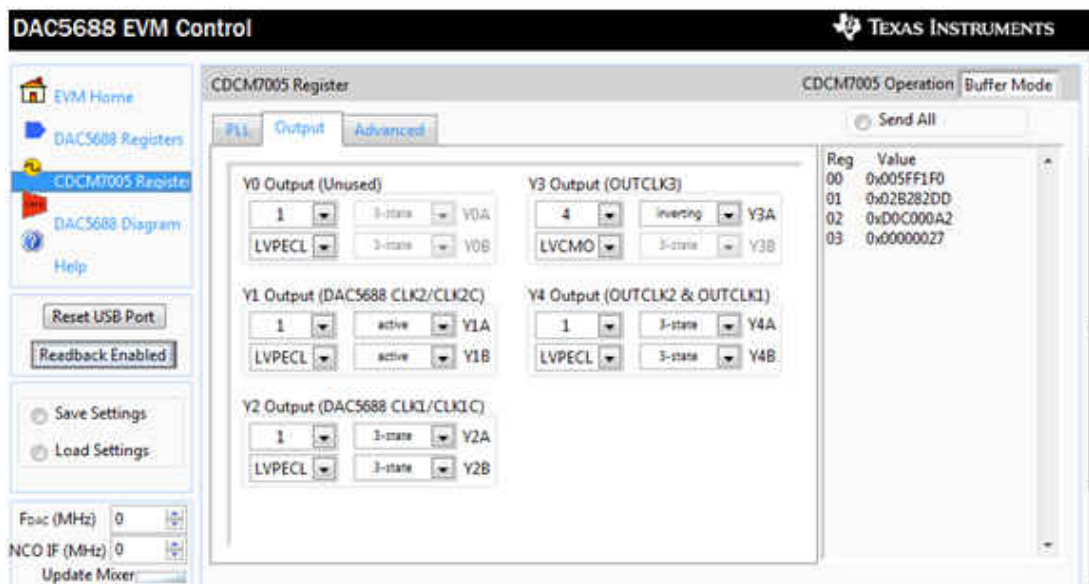 DAC5688 EVM Control
TEXAS INSTRUMENTS
EVM Home
DAC5688 Registers
CDCM7005 Registe
DAC5688 Diagram
Help
Reset USB Port
Readback Enabled
Save Settings
Load Settings
FDAC (MHz) 0
NCO IF (MHz) 0
Update Mixer
CDCM7005 Register
CDCM7005 Operation Buffer Mode
PLL Output Advanced
Send All
Y0 Output (Unused)
1 3-state Y0A
LVPECL 3-state Y0B
Y1 Output (DAC5688 CLK2/CLK2C)
1 active Y1A
LVPECL active Y1B
Y2 Output (DAC5688 CLK1/CLK1C)
1 3-state Y2A
LVPECL 3-state Y2B
Y3 Output (OUTCLK3)
4 inverting Y3A
LVCMO 3-state Y3B
Y4 Output (OUTCLK2 & OUTCLK1)
1 3-state Y4A
LVPECL 3-state Y4B
Reg Value
00 0x005FF1F0
01 0x02B282DD
02 0xD0C000A2
03 0x00000027